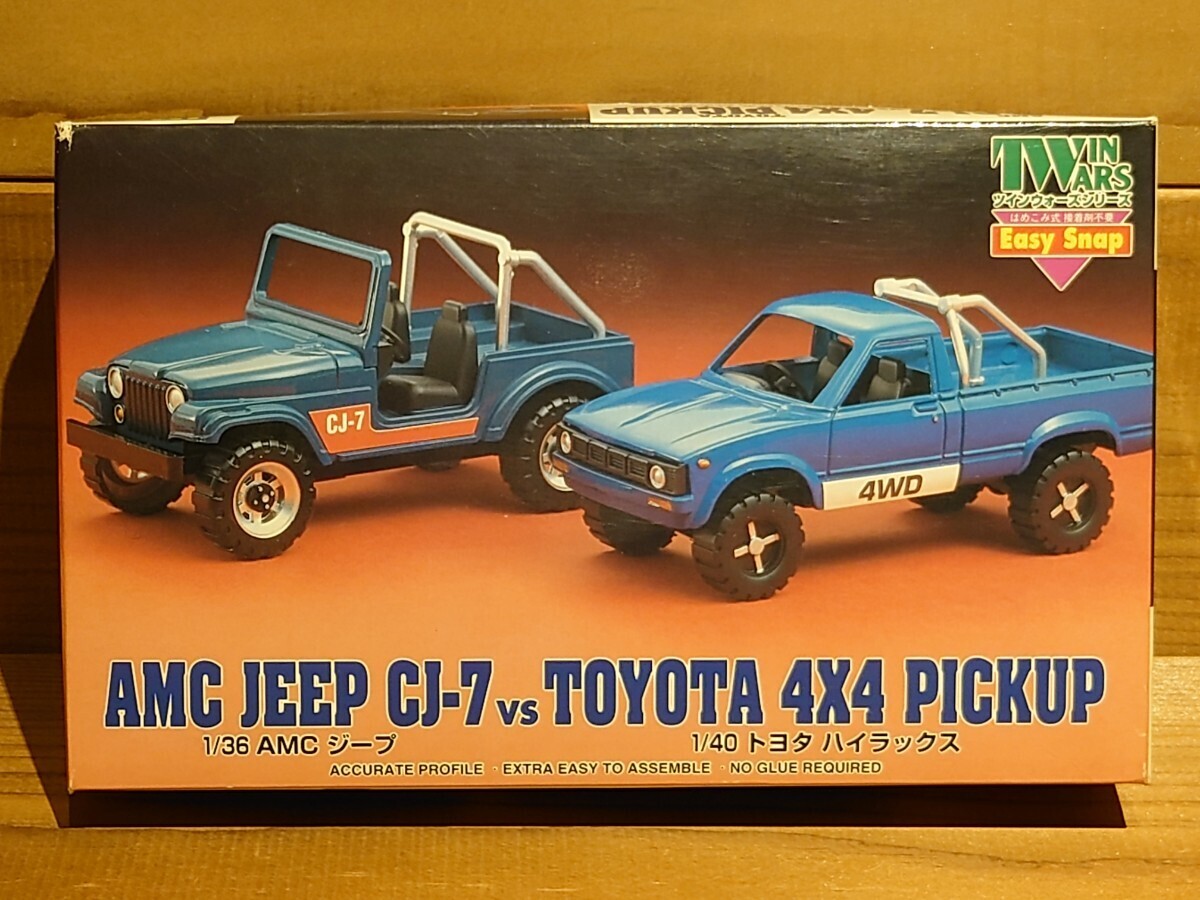 4X4 PICKUP
TWIN WARS
ツインウォーズシリーズ
はめこみ式 接着剤不要
Easy Snap
CJ-7
4WD
AMC JEEP CJ-7 vs TOYOTA 4X4 PICKUP
1/36 AMC ジープ
1/40 トヨタ ハイラックス
ACCURATE PROFILE · EXTRA EASY TO ASSEMBLE · NO GLUE REQUIRED